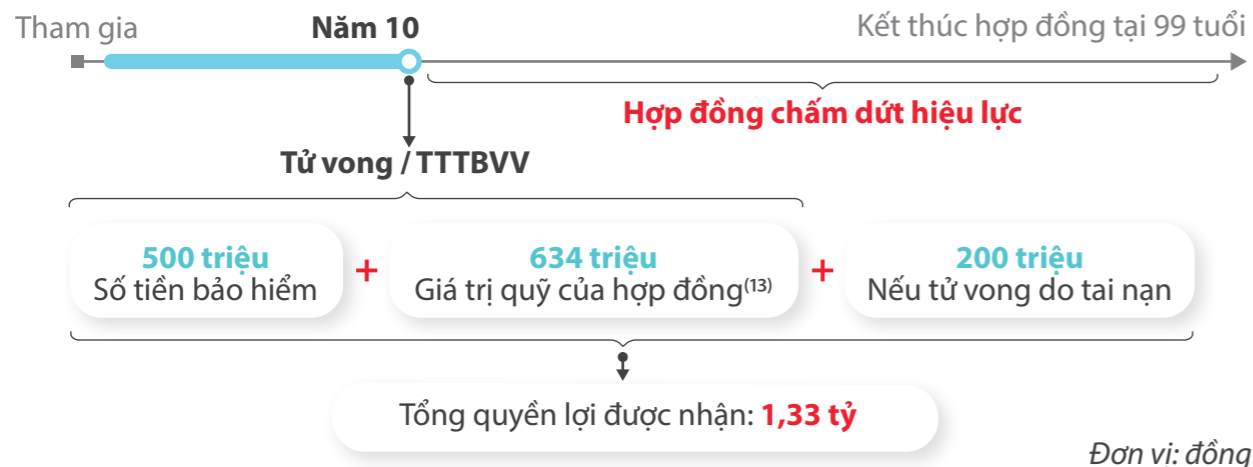 Tham gia
Năm 10
Kết thúc hợp đồng tại 99 tuổi
Hợp đồng chấm dứt hiệu lực
Tử vong / TTTBVV
500 triệu
Số tiền bảo hiểm
+
634 triệu
Giá trị quỹ của hợp đồng(13)
+
200 triệu
Nếu tử vong do tai nạn
Tổng quyền lợi được nhận: 1,33 tỷ
Đơn vị: đồng